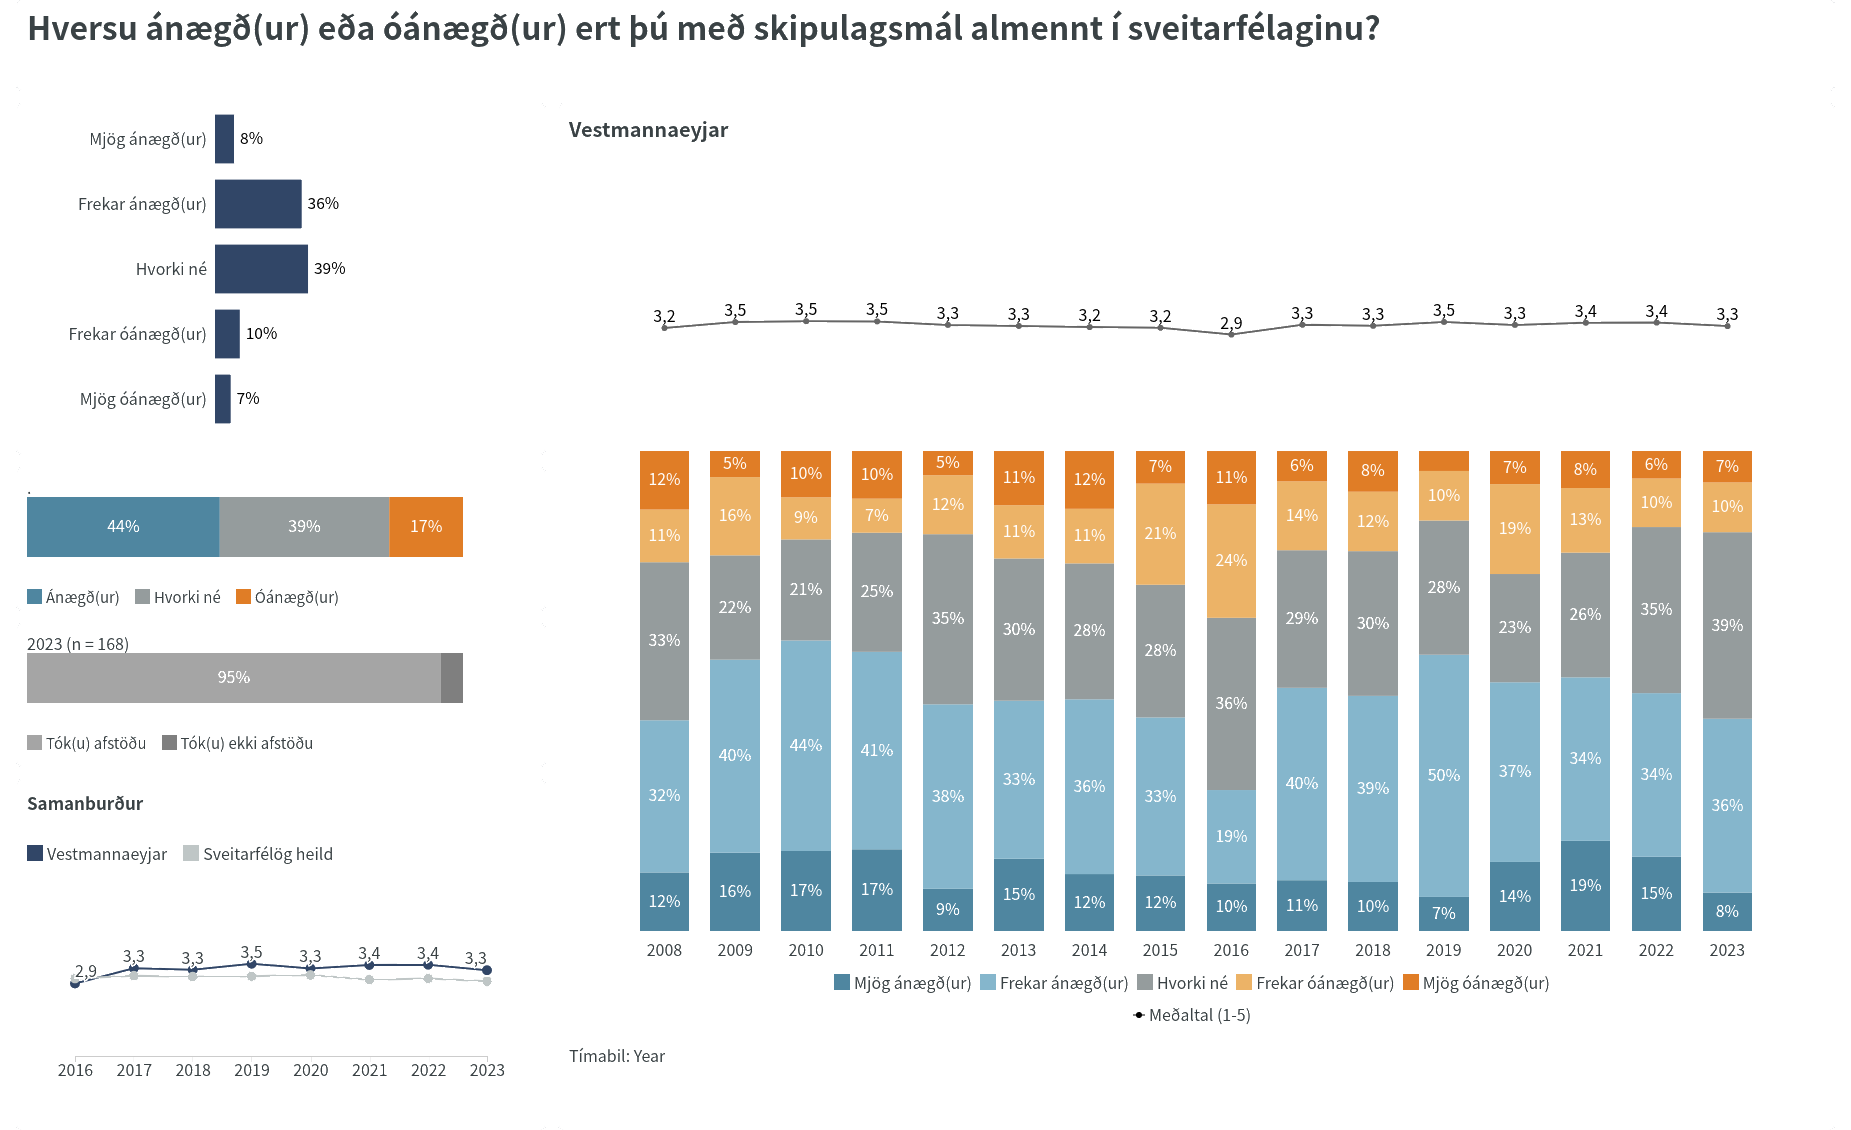 Hversu ánægð(ur) eða óánægð(ur) ert þú með skipulagsmál almennt í sveitarfélaginu?
Mjög ánægð(ur) 8%
Frekar ánægð(ur) 36%
Hvorki né 39%
Frekar óánægð(ur) 10%
Mjög óánægð(ur) 7%
.
44% 39% 17%
Ánægð(ur) Hvorki né Óánægð(ur)
2023 (n = 168)
95%
Tók(u) afstöðu Tók(u) ekki afstöðu
Samanburður
Vestmannaeyjar Sveitarfélög heild
2,9 3,3 3,3 3,5 3,3 3,4 3,4 3,3
2016 2017 2018 2019 2020 2021 2022 2023
Vestmannaeyjar
3,2 3,5 3,5 3,5 3,3 3,3 3,2 3,2 2,9 3,3 3,3 3,5 3,3 3,4 3,4 3,3
12% 5% 10% 10% 5% 11% 12% 7% 11% 6% 8% 7% 8% 6% 7%
11% 16% 9% 7% 12% 11% 11% 21% 24% 14% 12% 10% 19% 13% 10% 10%
33% 22% 21% 25% 35% 30% 28% 28% 36% 29% 30% 28% 23% 26% 35% 39%
32% 40% 44% 41% 38% 33% 36% 33% 19% 40% 39% 50% 37% 34% 34% 36%
12% 16% 17% 17% 9% 15% 12% 12% 10% 11% 10% 7% 14% 19% 15% 8%
2008 2009 2010 2011 2012 2013 2014 2015 2016 2017 2018 2019 2020 2021 2022 2023
Mjög ánægð(ur) Frekar ánægð(ur) Hvorki né Frekar óánægð(ur) Mjög óánægð(ur)
Meðaltal (1-5)
Tímabil: Year